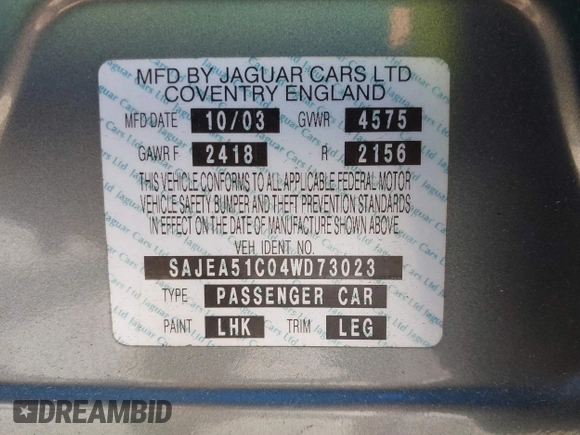 MFD BY JAGUAR CARS LTD
COVENTRY ENGLAND
MFD DATE 10/03 GVWR 4575
GAWR F 2418 R 2156
THIS VEHICLE CONFORMS TO ALL APPLICABLE FEDERAL MOTOR
VEHICLE SAFETY BUMPER AND THEFT PREVENTION STANDARDS
IN EFFECT ON THE DATE OF MANUFACTURE SHOWN ABOVE.
VEH. IDENT NO.
SAJEA51C04WD73023
TYPE PASSENGER CAR
PAINT LHK TRIM LEG
DREAMBID